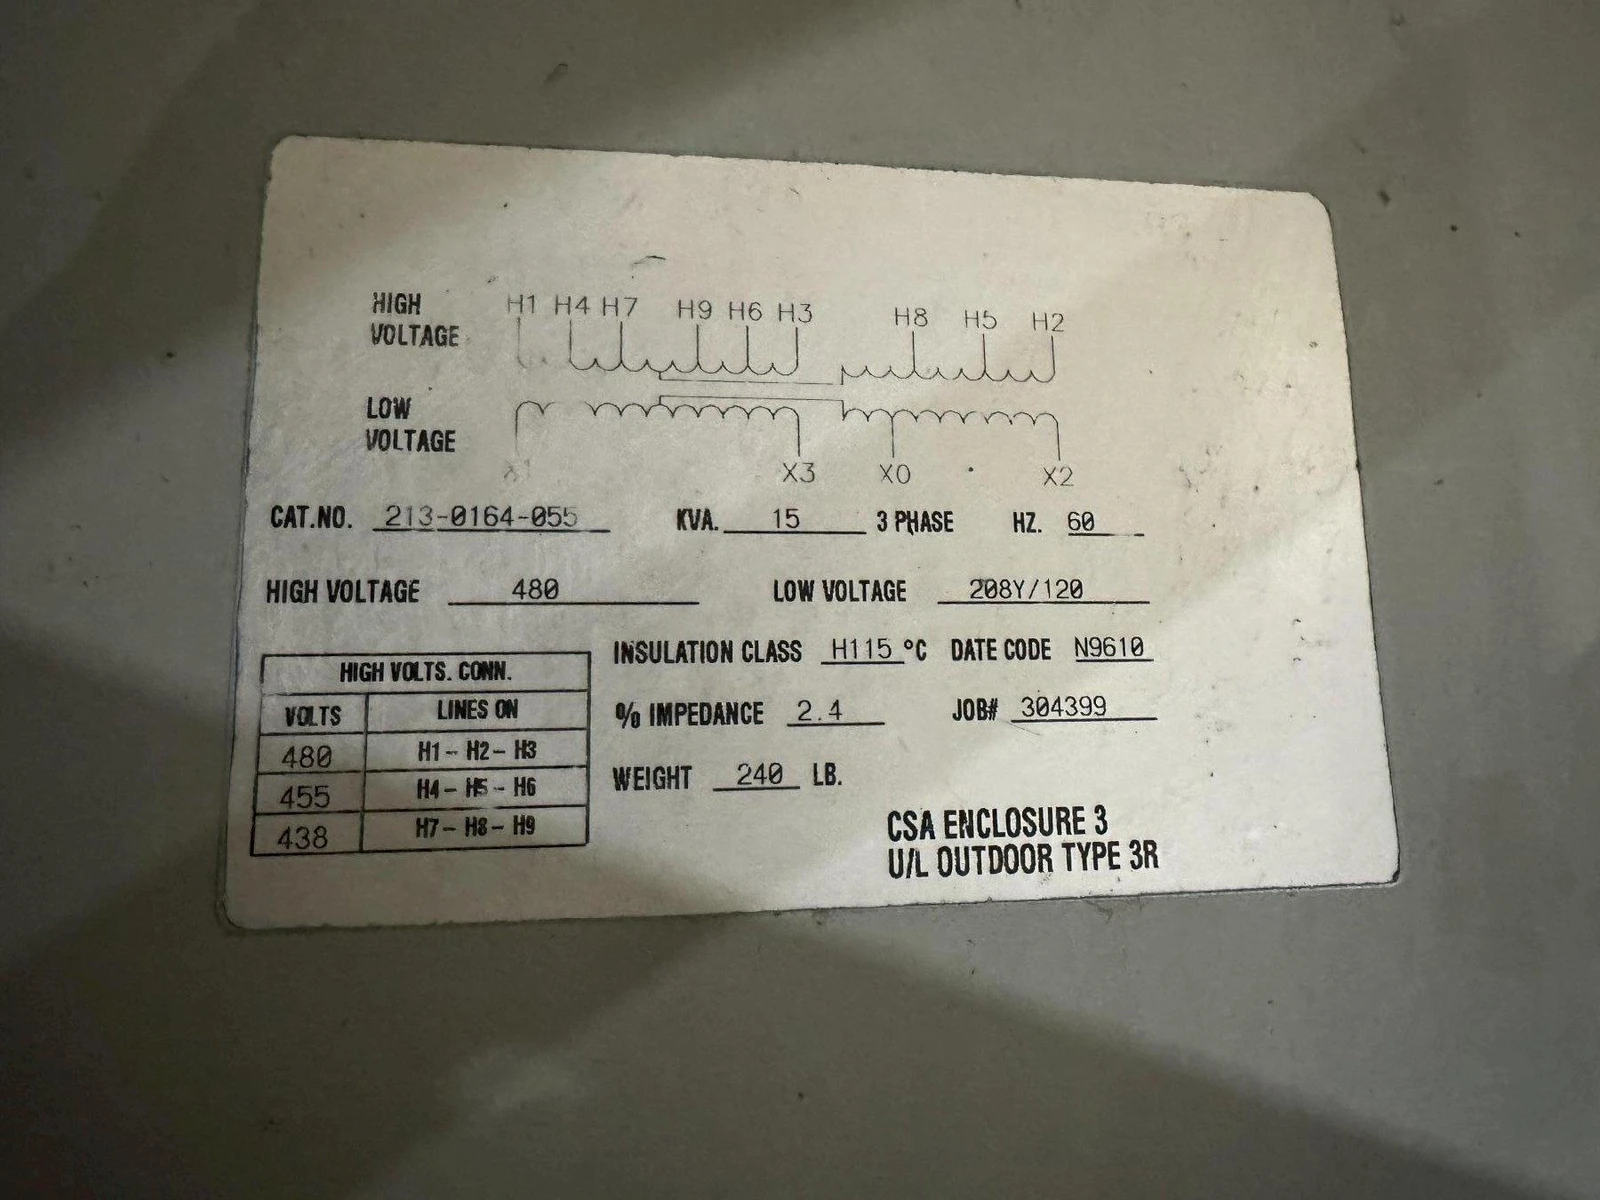 HIGH VOLTAGE H1 H4 H7 H9 H6 H3 H8 H5 H2
LOW VOLTAGE
X3 X0 X2
CAT.NO. 213-0164-055 KVA. 15 3 PHASE HZ. 60
HIGH VOLTAGE 480 LOW VOLTAGE 208Y/120
INSULATION CLASS H115 °C DATE CODE N9610
% IMPEDANCE 2.4 JOB# 304399
WEIGHT 240 LB.
HIGH VOLTS. CONN.
VOLTS LINES ON
480 H1- H2- H3
455 H4- H5- H6
438 H7- H8- H9
CSA ENCLOSURE 3
U/L OUTDOOR TYPE 3R